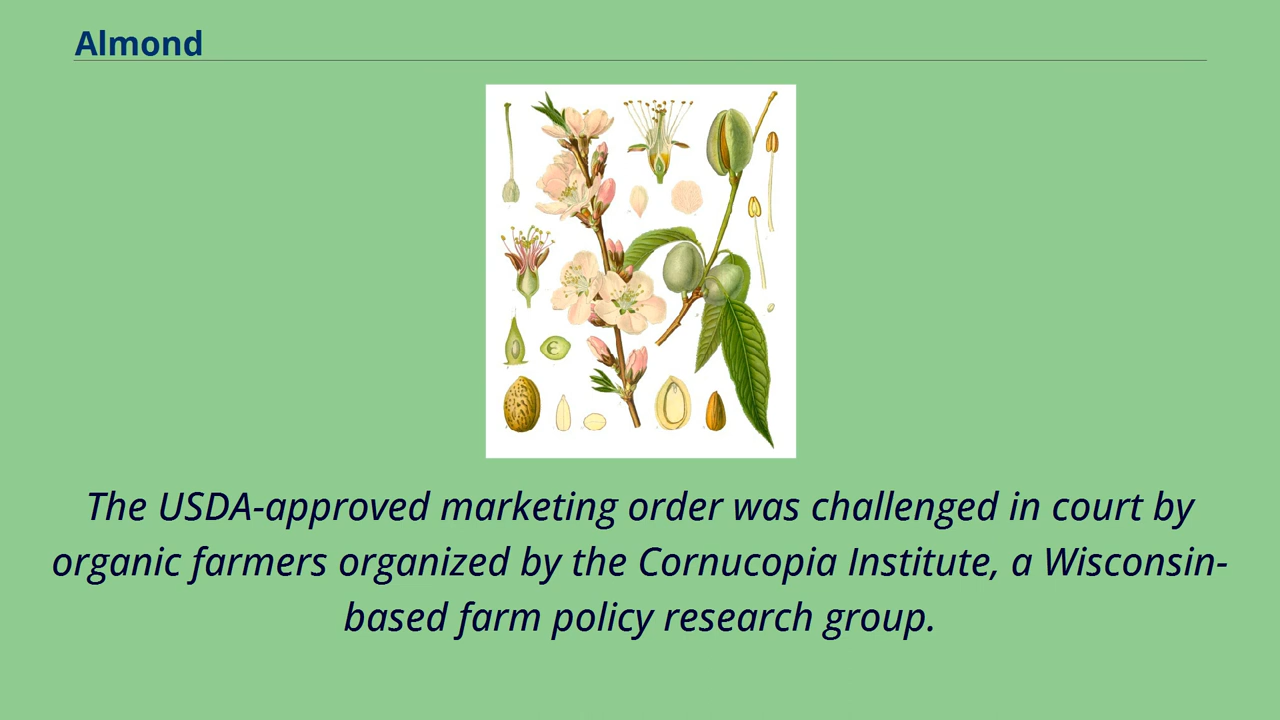 Almond
The USDA-approved marketing order was challenged in court by
organic farmers organized by the Cornucopia Institute, a Wisconsin-
based farm policy research group.